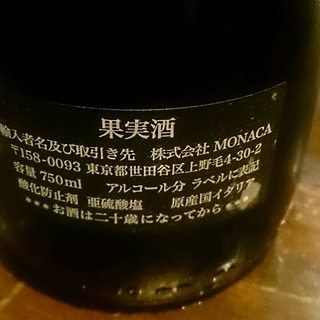 果実酒
輸入者名及び取引き先 株式会社 MONACA
〒158-0093 東京都世田谷区上野毛4-30-2
容量 750ml アルコール分 ラベルに表記
酸化防止剤 亜硫酸塩 原産国イタリア
***お酒は二十歳になってから***